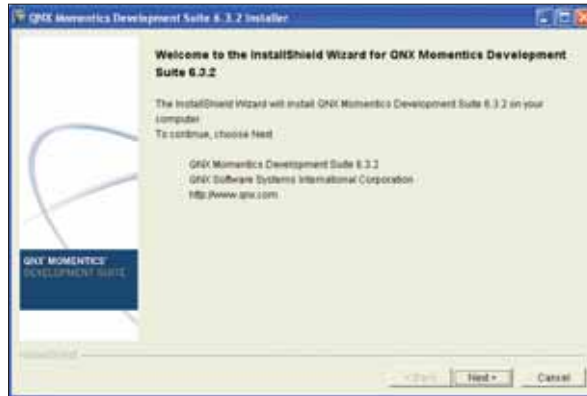 QNX Momentics Development Suite 6.3.2 Installer
Welcome to the InstallShield Wizard for QNX Momentics Development
Suite 6.3.2
The InstallShield Wizard will install QNX Momentics Development Suite 6.3.2 on your
computer.
To continue, choose Next
QNX Momentics Development Suite 6.3.2
QNX Software Systems International Corporation
http://www.qnx.com
QNX MOMENTICS
DEVELOPMENT SUITE
InstallShield
< Back
Next >
Cancel